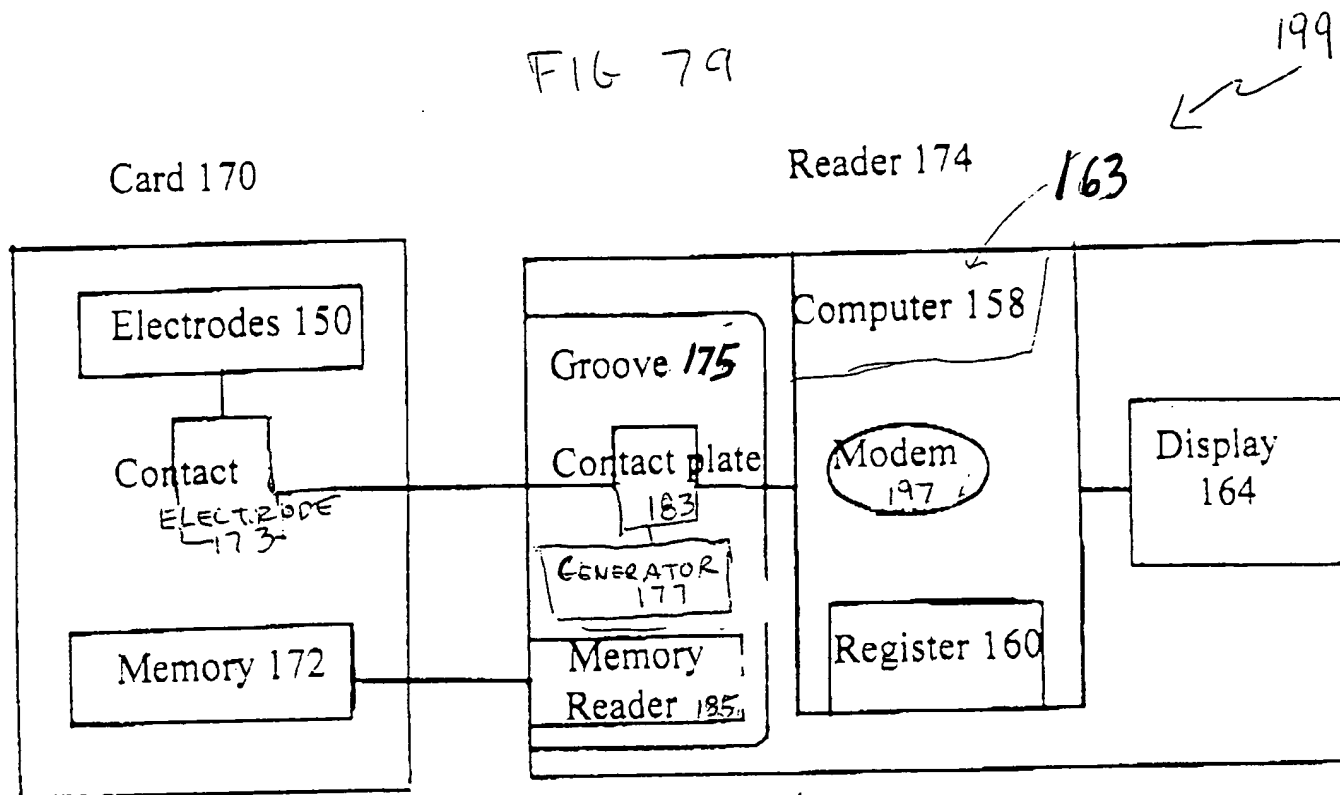 FIG 79
199
Card 170
Reader 174
163
Electrodes 150
Contact
ELECTRODE
173
Memory 172
Groove 175
Contact plate
183
GENERATOR
177
Memory
Reader 185
Computer 158
Modem
197
Register 160
Display
164